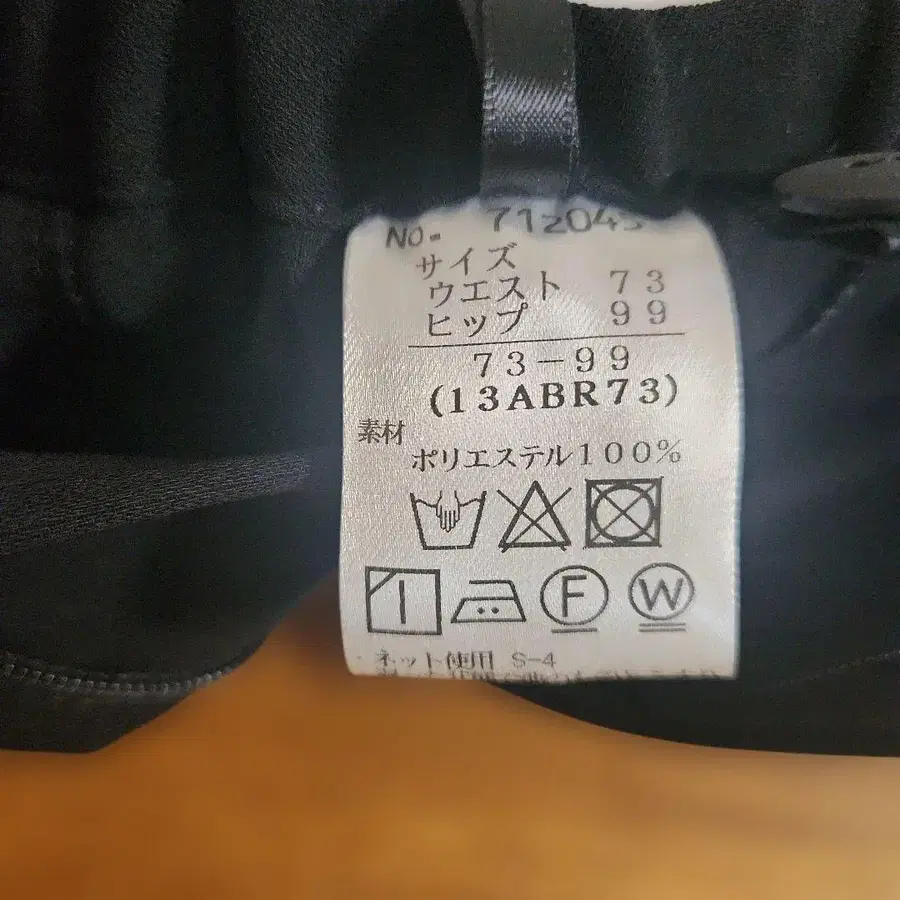 No. 71204
サイズ
ウエスト 73
ヒップ 99
73-99
(13ABR73)
素材
ポリエステル100%
F W
ネット使用 S-4